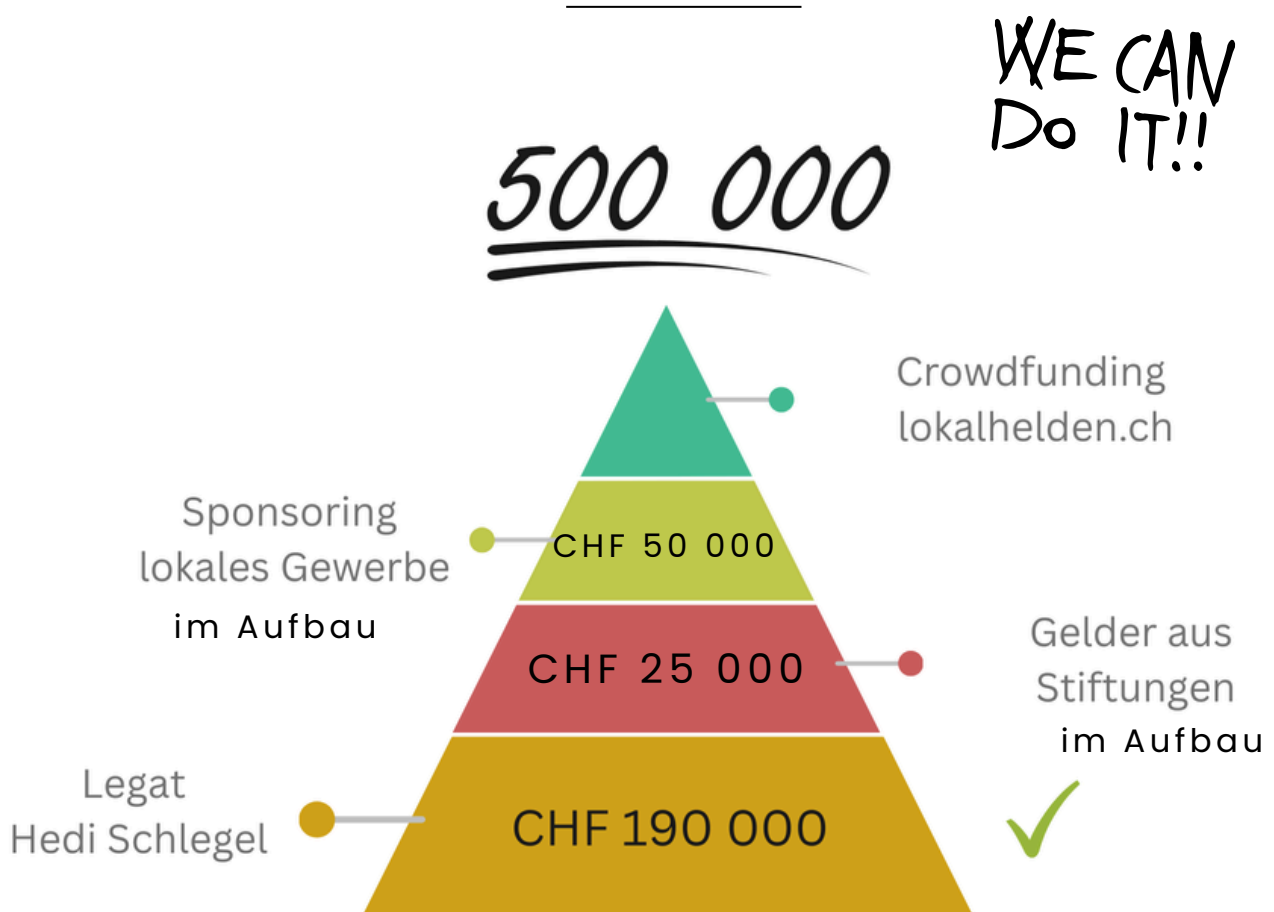 WE CAN
Do IT!!
500 000
Crowdfunding
lokalhelden.ch
Sponsoring
lokales Gewerbe
im Aufbau
CHF 50 000
CHF 25 000
Gelder aus
Stiftungen
im Aufbau
Legat
Hedi Schlegel
CHF 190 000